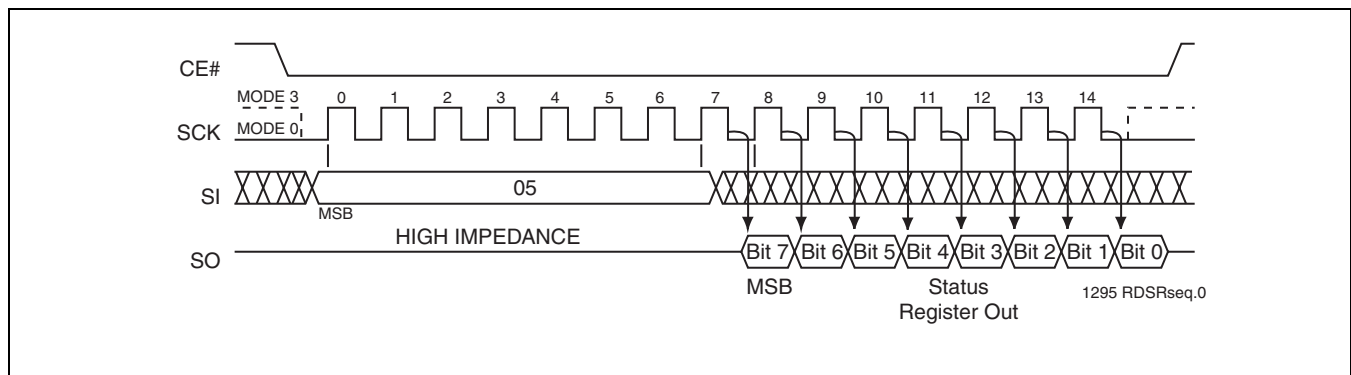 CE#
MODE 3 0 1 2 3 4 5 6 7 8 9 10 11 12 13 14
SCK MODE 0
SI 05
MSB
HIGH IMPEDANCE
SO Bit 7 Bit 6 Bit 5 Bit 4 Bit 3 Bit 2 Bit 1 Bit 0
MSB Status
Register Out
1295 RDSRseq.0